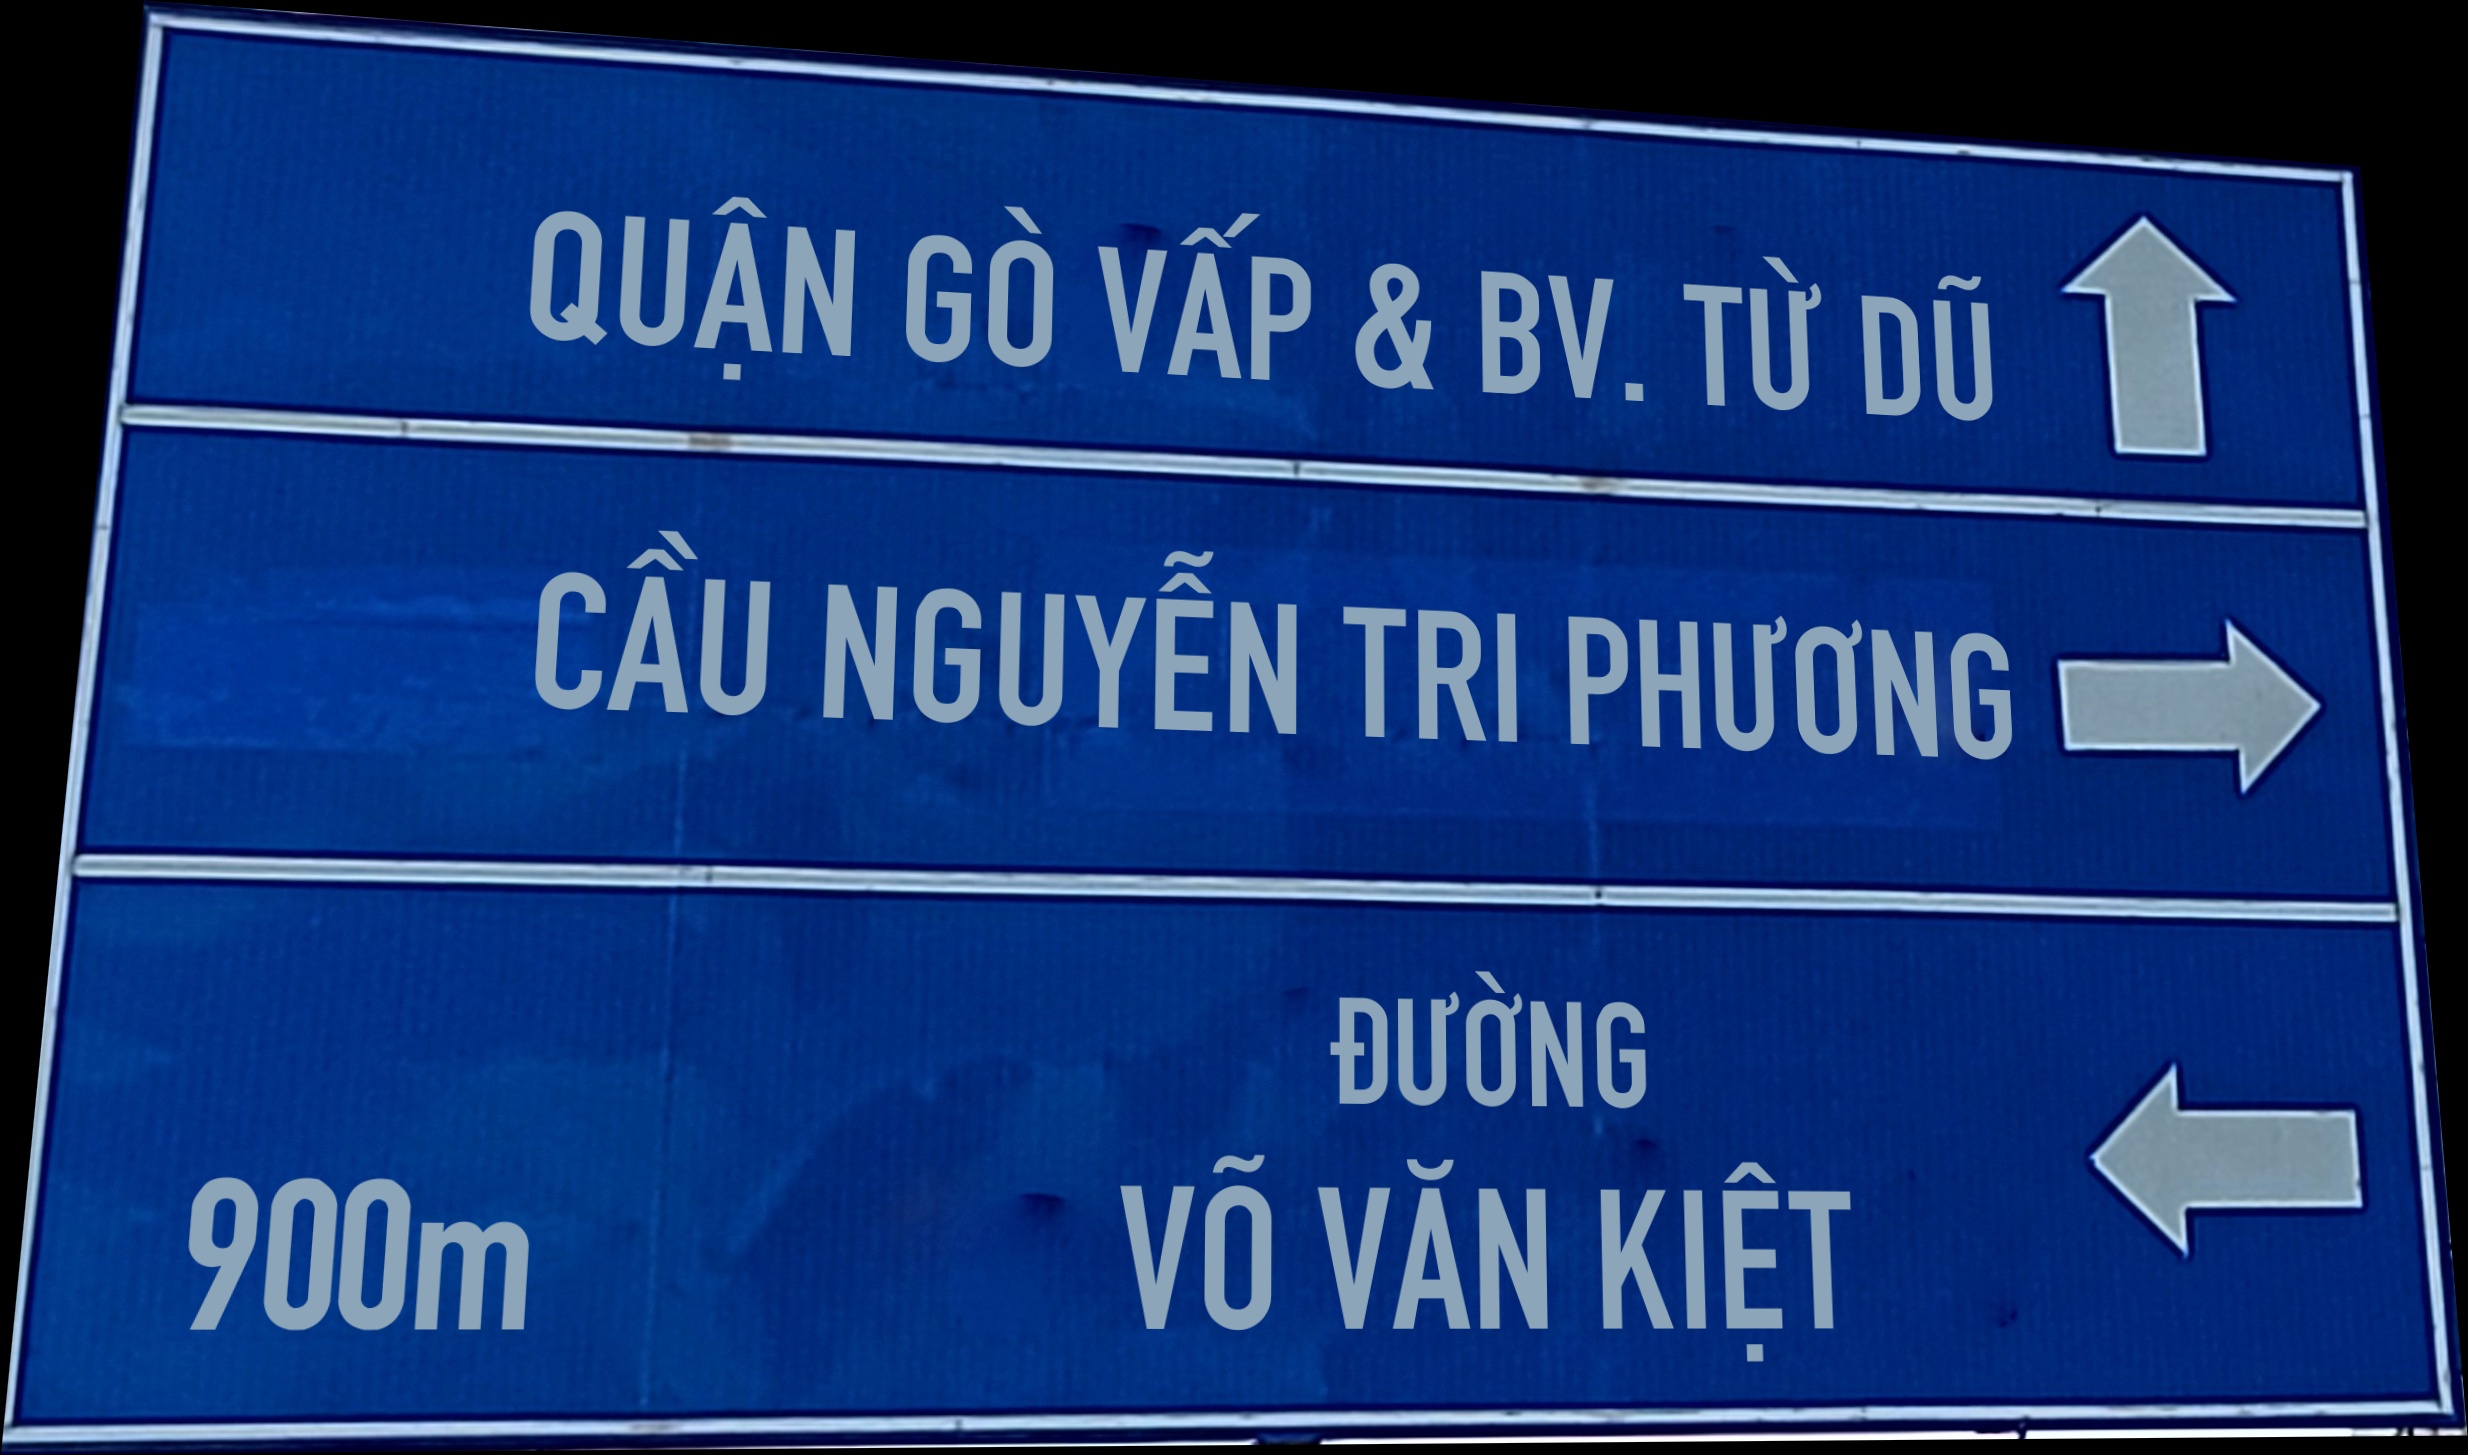 QUẬN GÒ VẤP & BV. TỪ DŨ
CẦU NGUYỄN TRI PHƯƠNG
ĐƯỜNG
VÕ VĂN KIỆT
900m